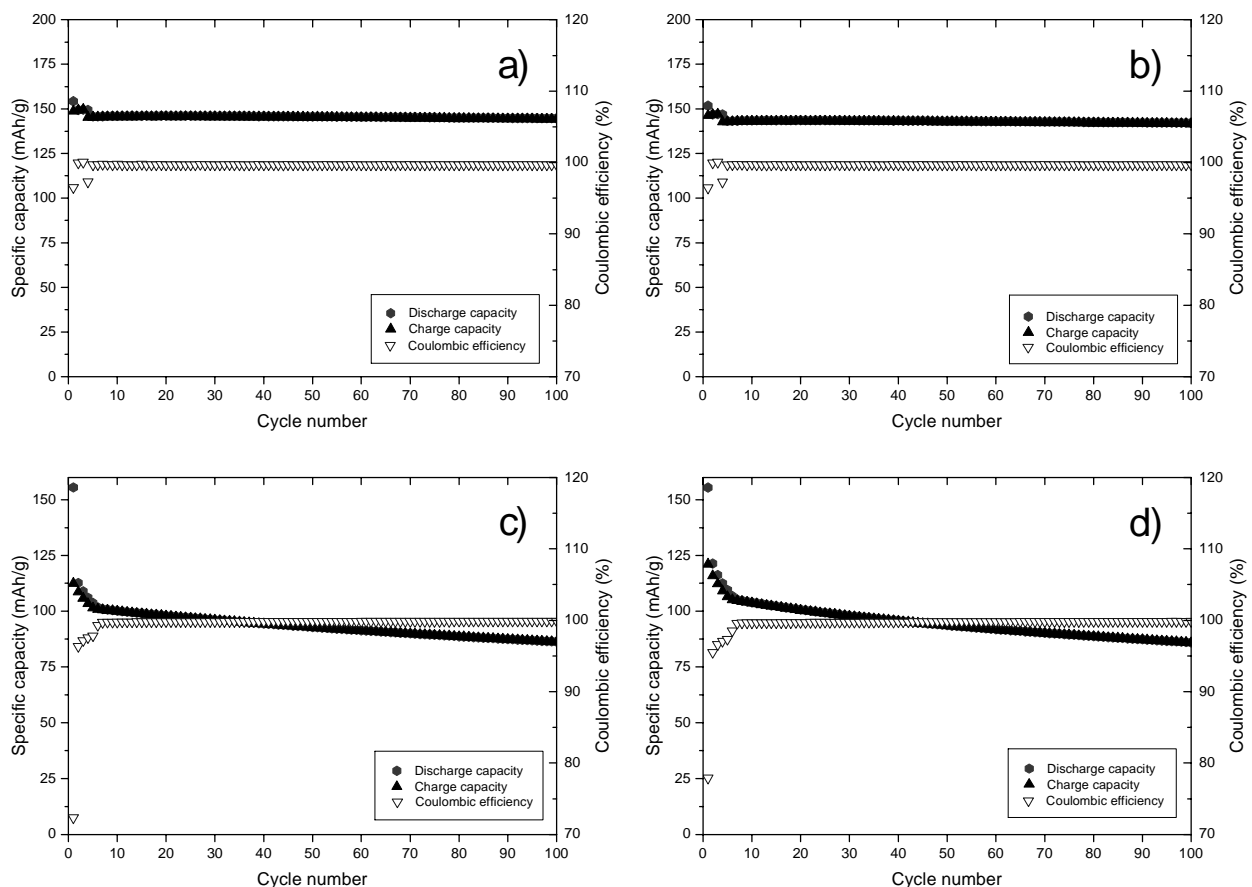 a)
200
175
150
125
100
75
50
25
0
Specific capacity (mAh/g)
120
110
100
90
80
70
Coulombic efficiency (%)
Discharge capacity
Charge capacity
Coulombic efficiency
0 10 20 30 40 50 60 70 80 90 100
Cycle number
b)
200
175
150
125
100
75
50
25
0
Specific capacity (mAh/g)
120
110
100
90
80
70
Coulombic efficiency (%)
Discharge capacity
Charge capacity
Coulombic efficiency
0 10 20 30 40 50 60 70 80 90 100
Cycle number
c)
150
125
100
75
50
25
0
Specific capacity (mAh/g)
120
110
100
90
80
70
Coulombic efficiency (%)
Discharge capacity
Charge capacity
Coulombic efficiency
0 10 20 30 40 50 60 70 80 90 100
Cycle number
d)
150
125
100
75
50
25
0
Specific capacity (mAh/g)
120
110
100
90
80
70
Coulombic efficiency (%)
Discharge capacity
Charge capacity
Coulombic efficiency
0 10 20 30 40 50 60 70 80 90 100
Cycle number